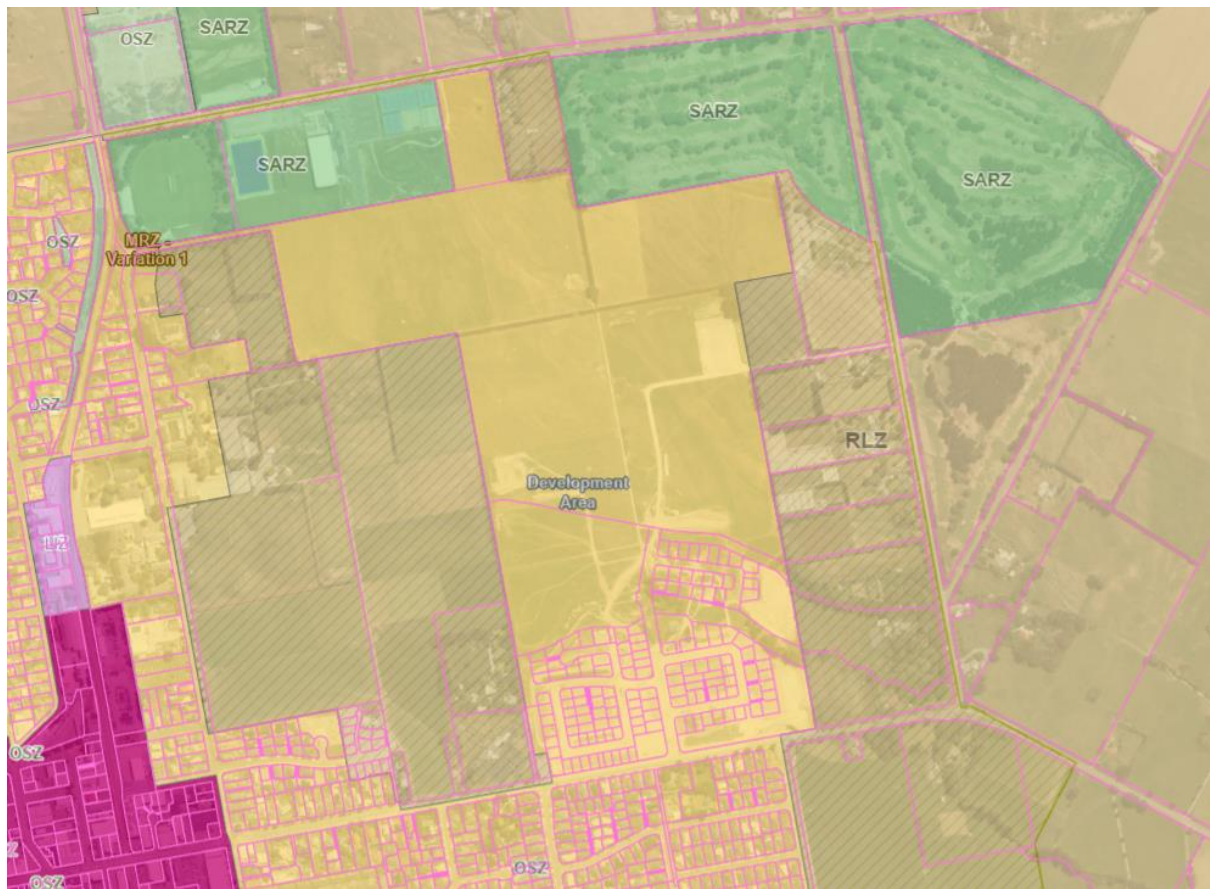 OSZ
SARZ
SARZ
SARZ
SARZ
MRZ -
Variation 1
OSZ
OSZ
OSZ
RLZ
Development
Area
OSZ
OSZ
OSZ